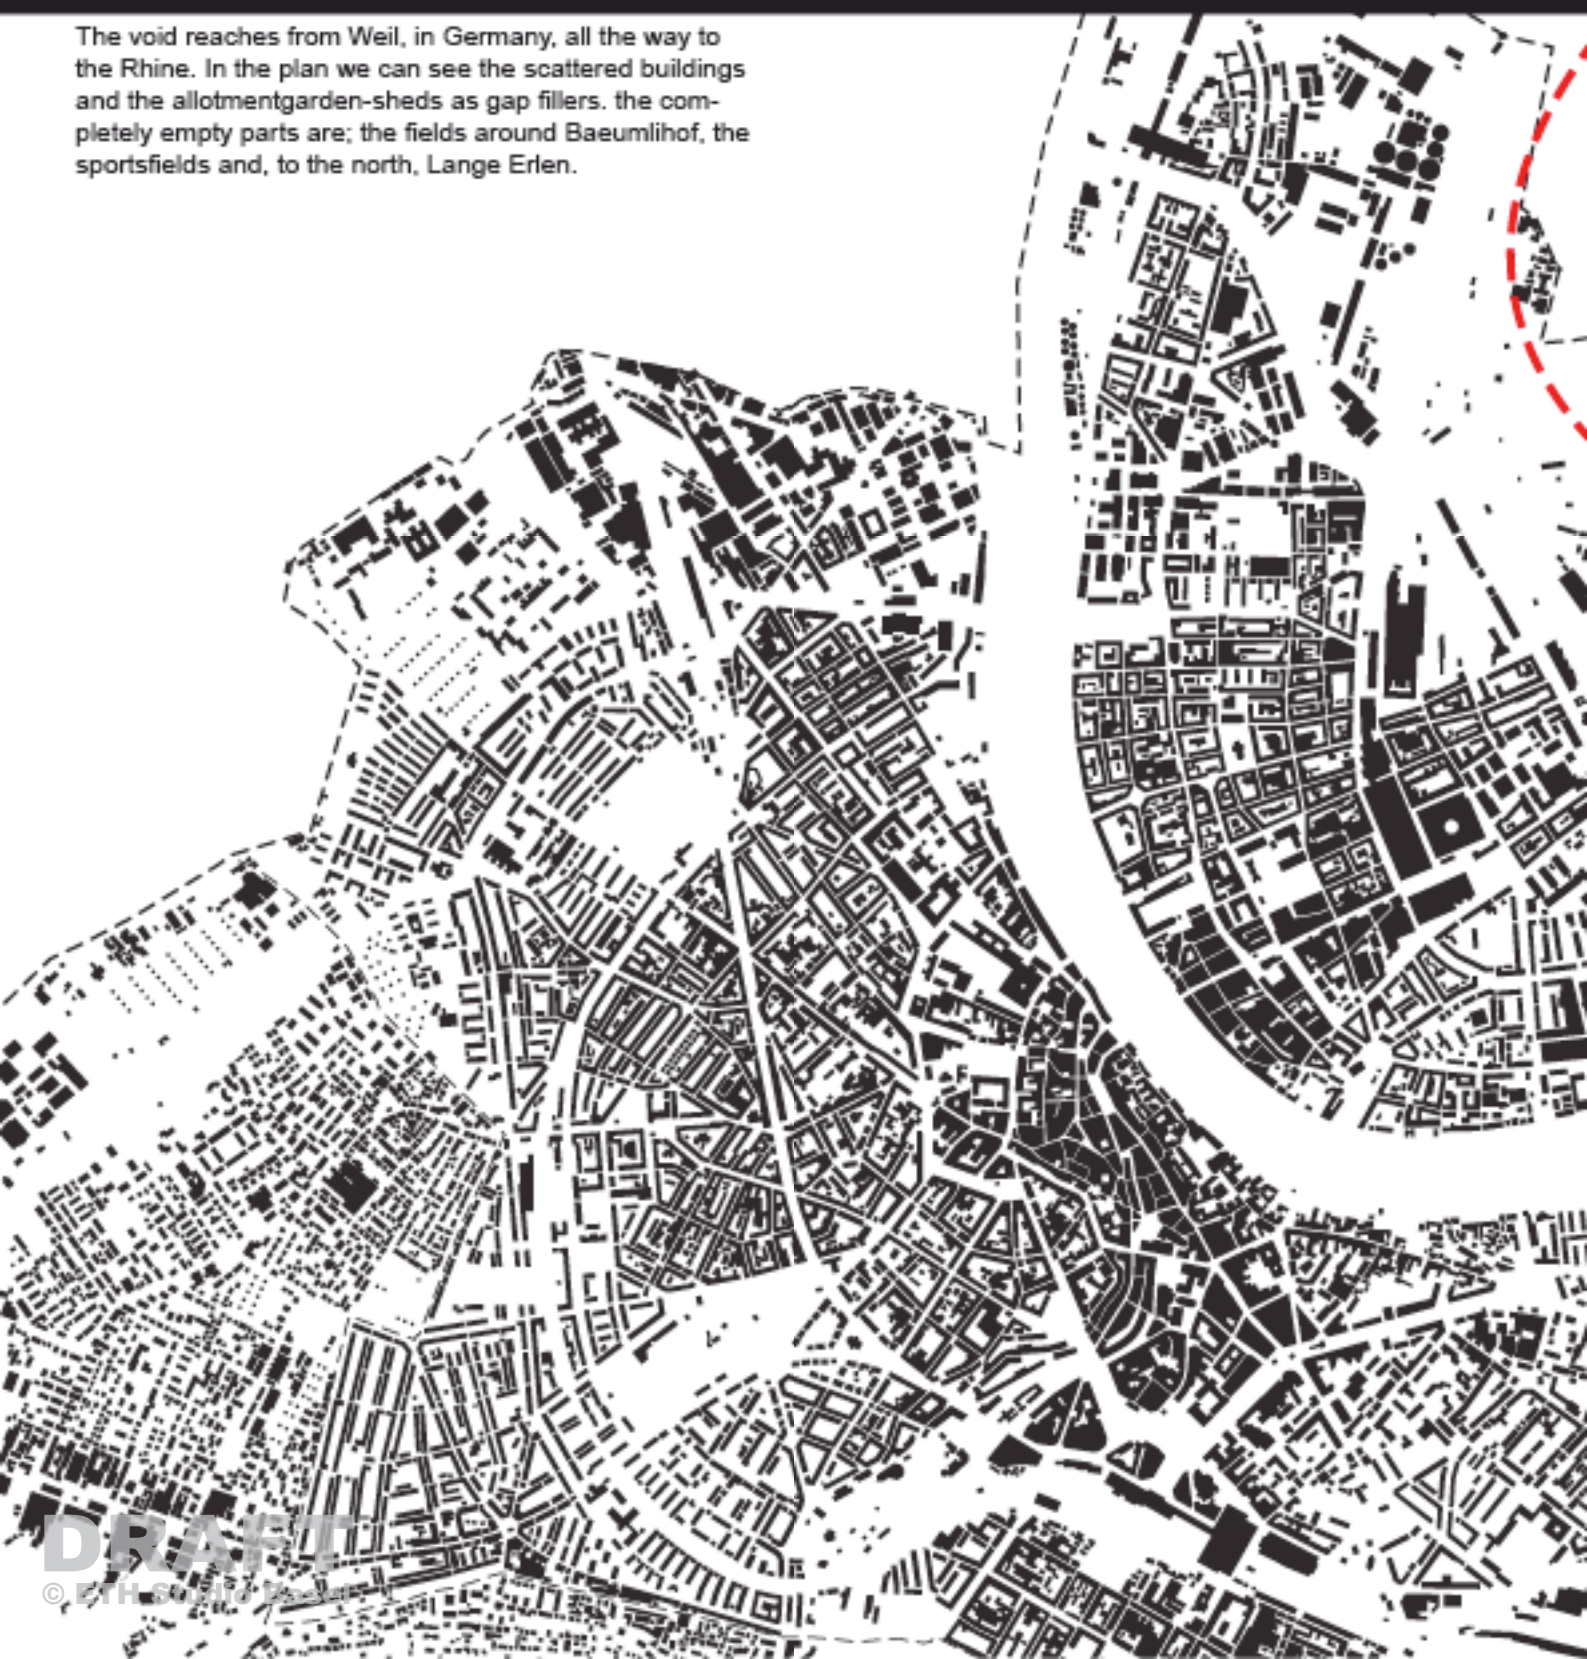 The void reaches from Weil, in Germany, all the way to
the Rhine. In the plan we can see the scattered buildings
and the allotmentgarden-sheds as gap fillers. the com-
pletely empty parts are; the fields around Baeumlihof, the
sportsfields and, to the north, Lange Erlen.
DRAFT
© ETH Studio Basel